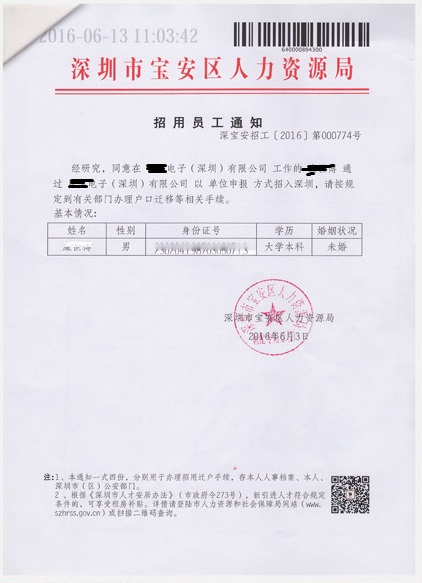 2016-06-13 11:03:42
640000894300
深圳市宝安区人力资源局
招用员工通知
深宝安招工〔2016〕第000774号
经研究，同意在 电子（深圳）有限公司 工作的 博 通
过 电子（深圳）有限公司 以 单位申报 方式招入深圳，请按规
定到有关部门办理户口迁移等相关手续。
基本情况：
姓名 性别 身份证号 学历 婚姻状况
男 大学本科 未婚
深圳市宝安区人力资源局
2016年6月13日
注:1、本通知一式四份，分别用于办理招用迁户手续，存本人人事档案、本人、
深圳市（区）公安部门。
2、根据《深圳市人才安居办法》（市政府令273号），新引进人才符合规定
条件的，可享受租房补贴。详情请登陆市人力资源和社会保障局网站(www.
szhrss.gov.cn)或扫描二维码查询。